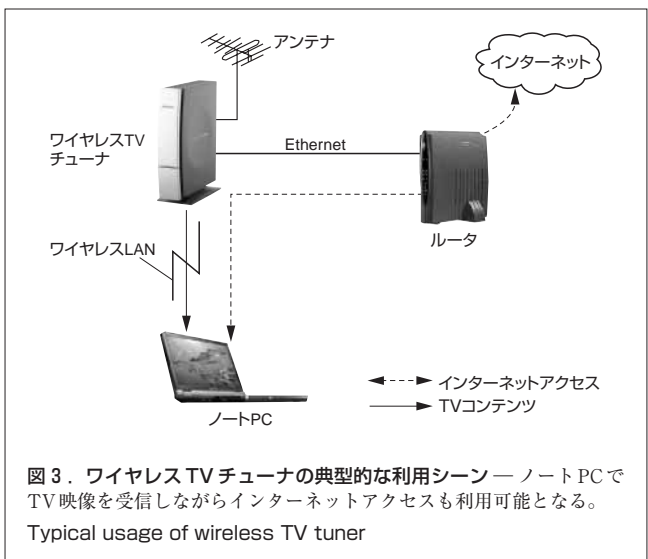 アンテナ
インターネット
ワイヤレスTV
チューナ
Ethernet
ルータ
ワイヤレスLAN
ノートPC
インターネットアクセス
TVコンテンツ
図3．ワイヤレスTVチューナの典型的な利用シーン ― ノートPCで
TV映像を受信しながらインターネットアクセスも利用可能となる。
Typical usage of wireless TV tuner